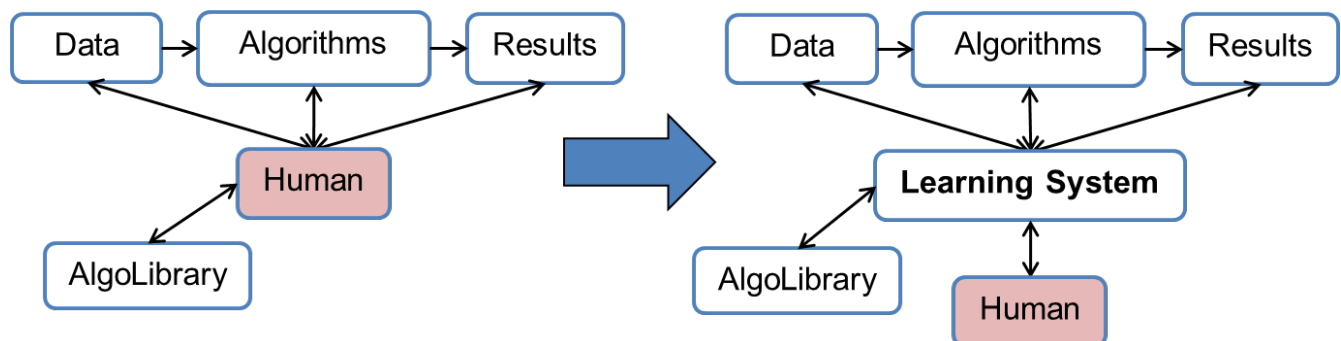 Data
Algorithms
Results
Human
AlgoLibrary
Data
Algorithms
Results
Learning System
AlgoLibrary
Human